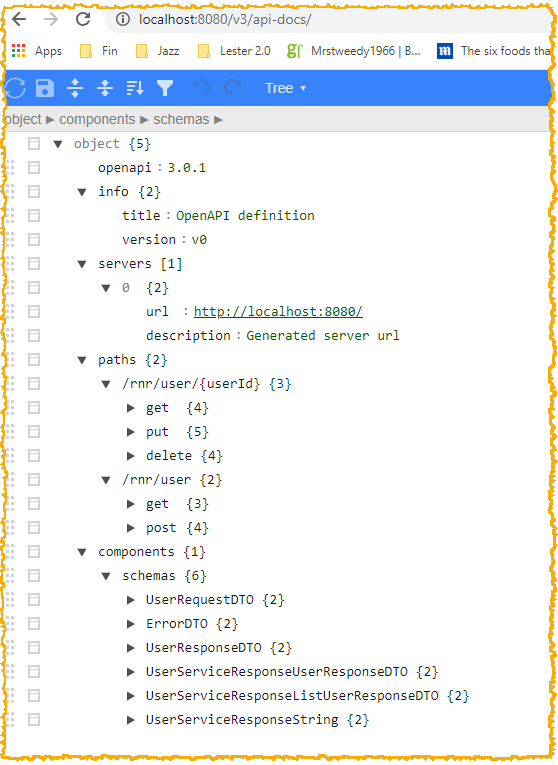 localhost:8080/v3/api-docs/
Apps Fin Jazz Lester 2.0 gf Mrstweedy1966 | B... m The six foods tha
Tree ▾
object ▶ components ▶ schemas ▶
▼ object {5}
openapi : 3.0.1
▼ info {2}
title : OpenAPI definition
version : v0
▼ servers [1]
▼ 0 {2}
url : http://localhost:8080/
description : Generated server url
▼ paths {2}
▼ /rnr/user/{userId} {3}
▶ get {4}
▶ put {5}
▶ delete {4}
▼ /rnr/user {2}
▶ get {3}
▶ post {4}
▼ components {1}
▼ schemas {6}
▶ UserRequestDTO {2}
▶ ErrorDTO {2}
▶ UserResponseDTO {2}
▶ UserServiceResponseUserResponseDTO {2}
▶ UserServiceResponseListUserResponseDTO {2}
▶ UserServiceResponseString {2}